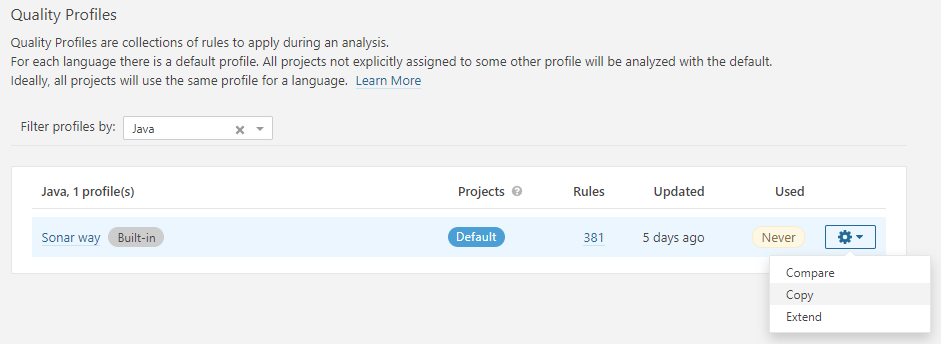 Quality Profiles
Quality Profiles are collections of rules to apply during an analysis.
For each language there is a default profile. All projects not explicitly assigned to some other profile will be analyzed with the default.
Ideally, all projects will use the same profile for a language. Learn More
Filter profiles by: Java
Java, 1 profile(s) Projects ? Rules Updated Used
Sonar way Built-in Default 381 5 days ago Never
Compare
Copy
Extend